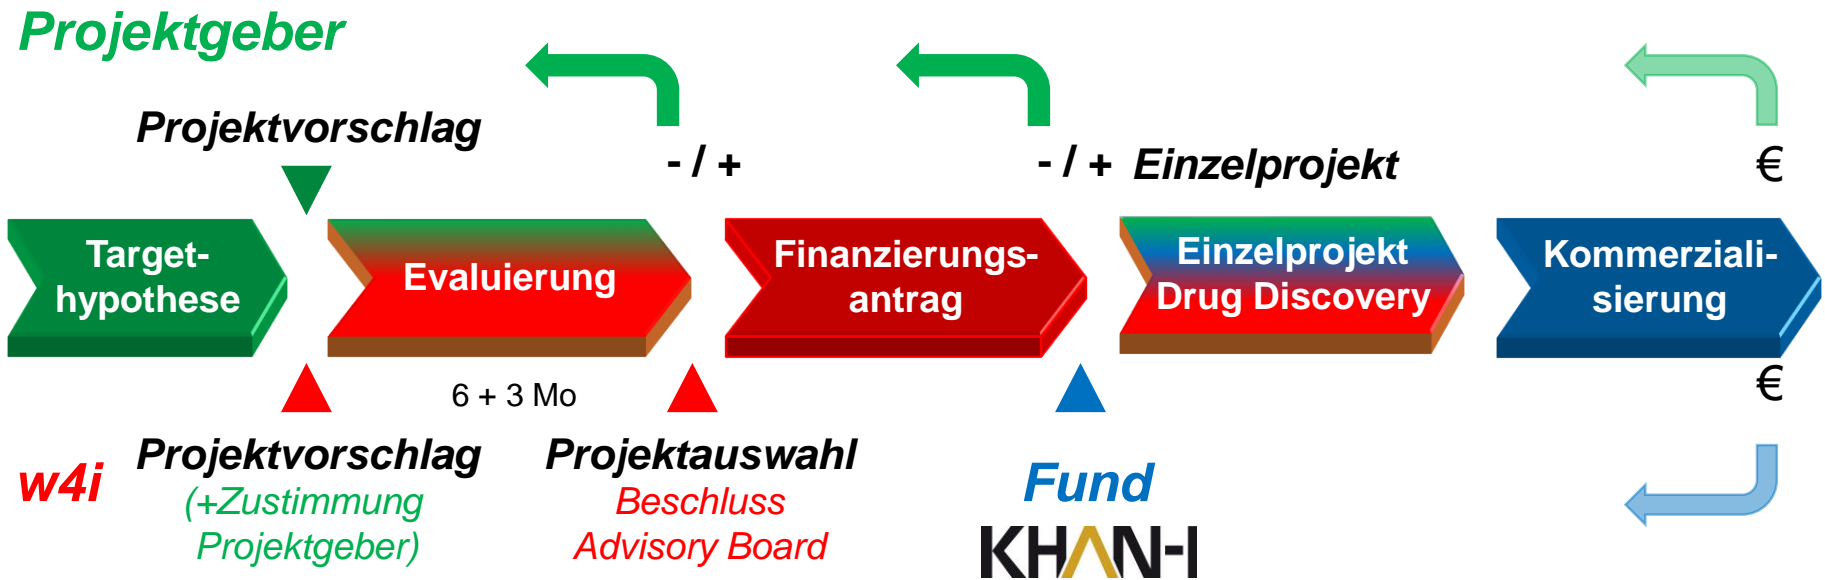 Projektgeber
Projektvorschlag
- / +
- / +
Einzelprojekt
€
Target-
hypothese
Evaluierung
Finanzierungs-
antrag
Einzelprojekt
Drug Discovery
Kommerziali-
sierung
6 + 3 Mo
€
w4i
Projektvorschlag
(+Zustimmung
Projektgeber)
Projektauswahl
Beschluss
Advisory Board
Fund
KHAN-I